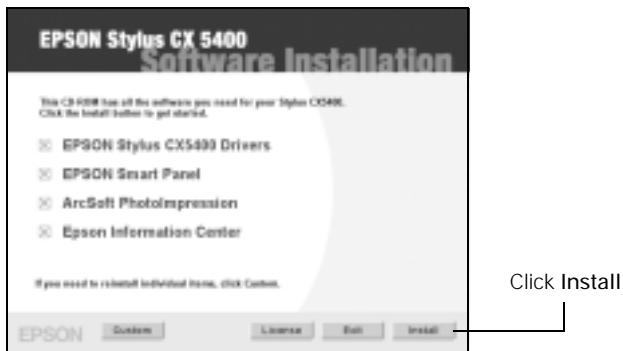 EPSON Stylus CX 5400
Software Installation
This CD-ROM has all the software you need for your Stylus CX5400.
Click the Install button to get started.
EPSON Stylus CX5400 Drivers
EPSON Smart Panel
ArcSoft PhotoImpression
Epson Information Center
If you need to reinstall individual items, click Custom.
Click Install
EPSON
Custom
License
Exit
Install